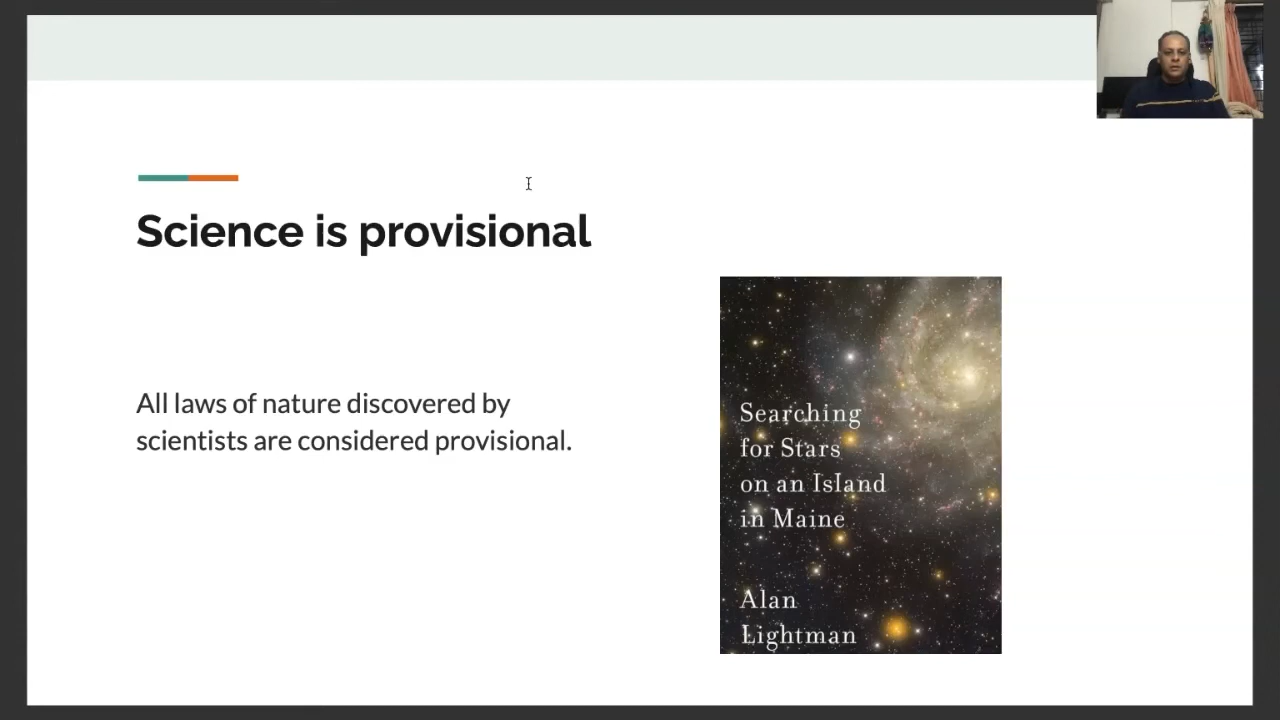 Science is provisional
All laws of nature discovered by
scientists are considered provisional.
Searching
for Stars
on an Island
in Maine
Alan
Lightman